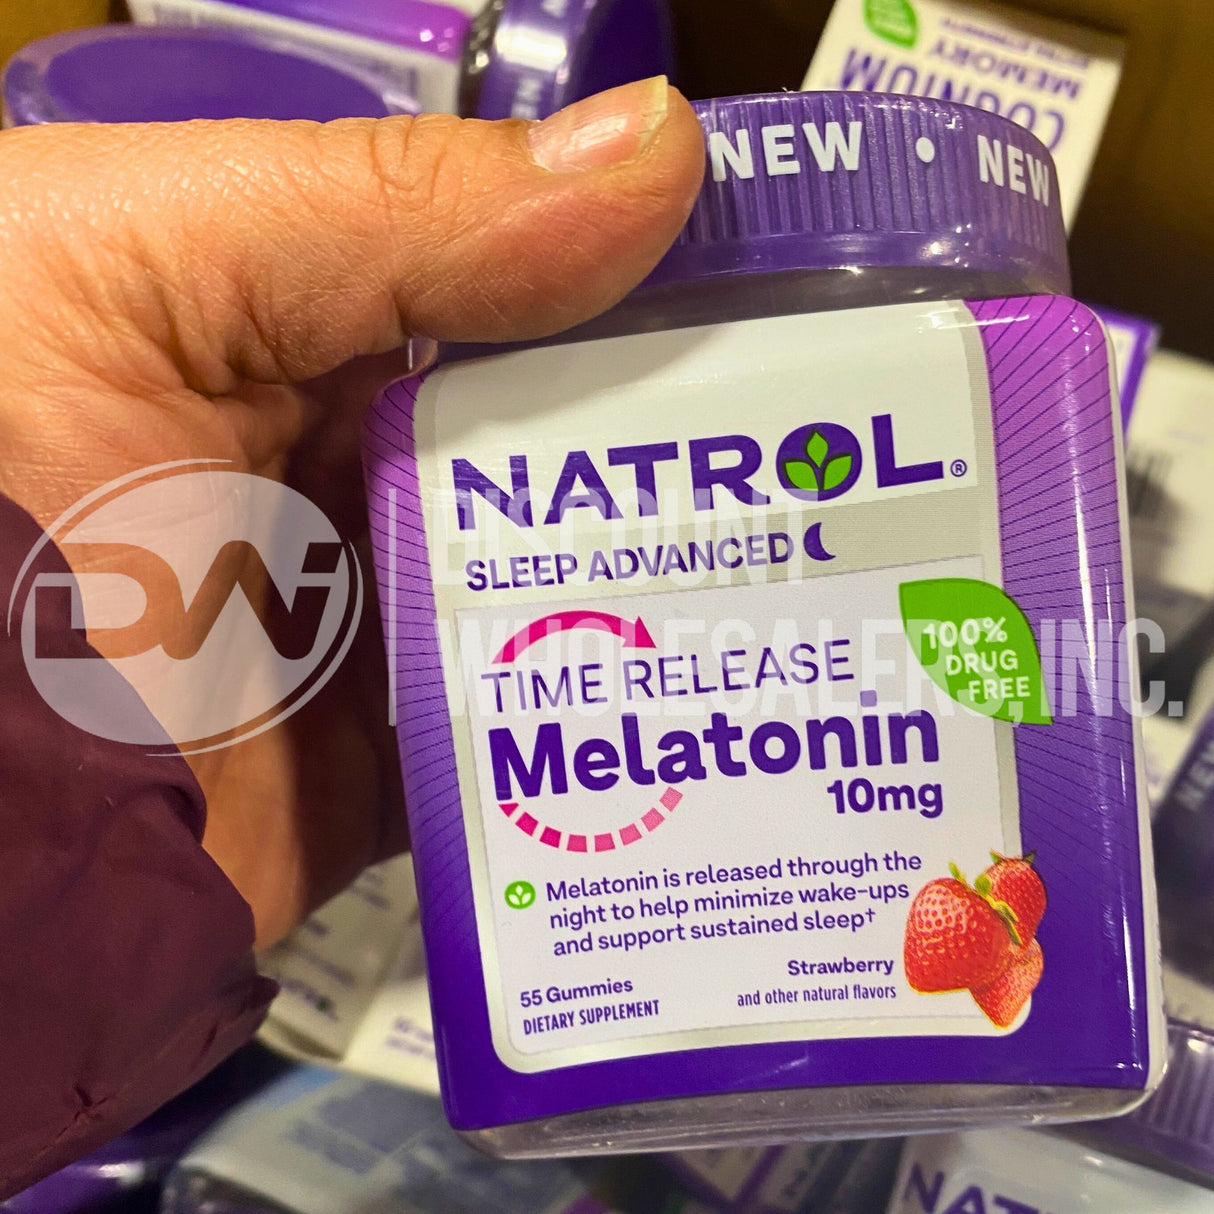 COGNIUM
MEMORY
NEW • NEW
NATROL®
SLEEP ADVANCED
TIME RELEASE
Melatonin
10mg
100%
DRUG
FREE
Melatonin is released through the
night to help minimize wake-ups
and support sustained sleep†
Strawberry
and other natural flavors
55 Gummies
DIETARY SUPPLEMENT
DW
DISCOUNT
WHOLESALERS, INC.